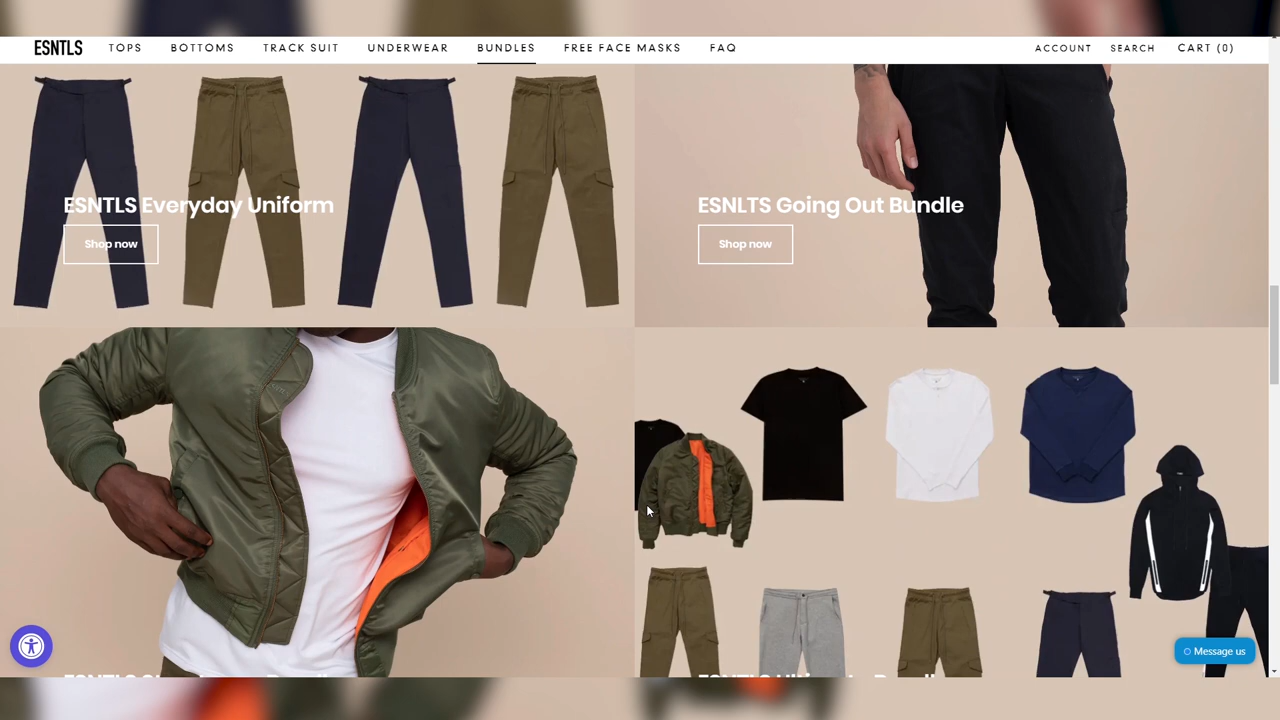 ESNTLS TOPS BOTTOMS TRACK SUIT UNDERWEAR BUNDLES FREE FACE MASKS FAQ ACCOUNT SEARCH CART (0)
ESNTLS Everyday Uniform
Shop now
ESNLTS Going Out Bundle
Shop now
Message us